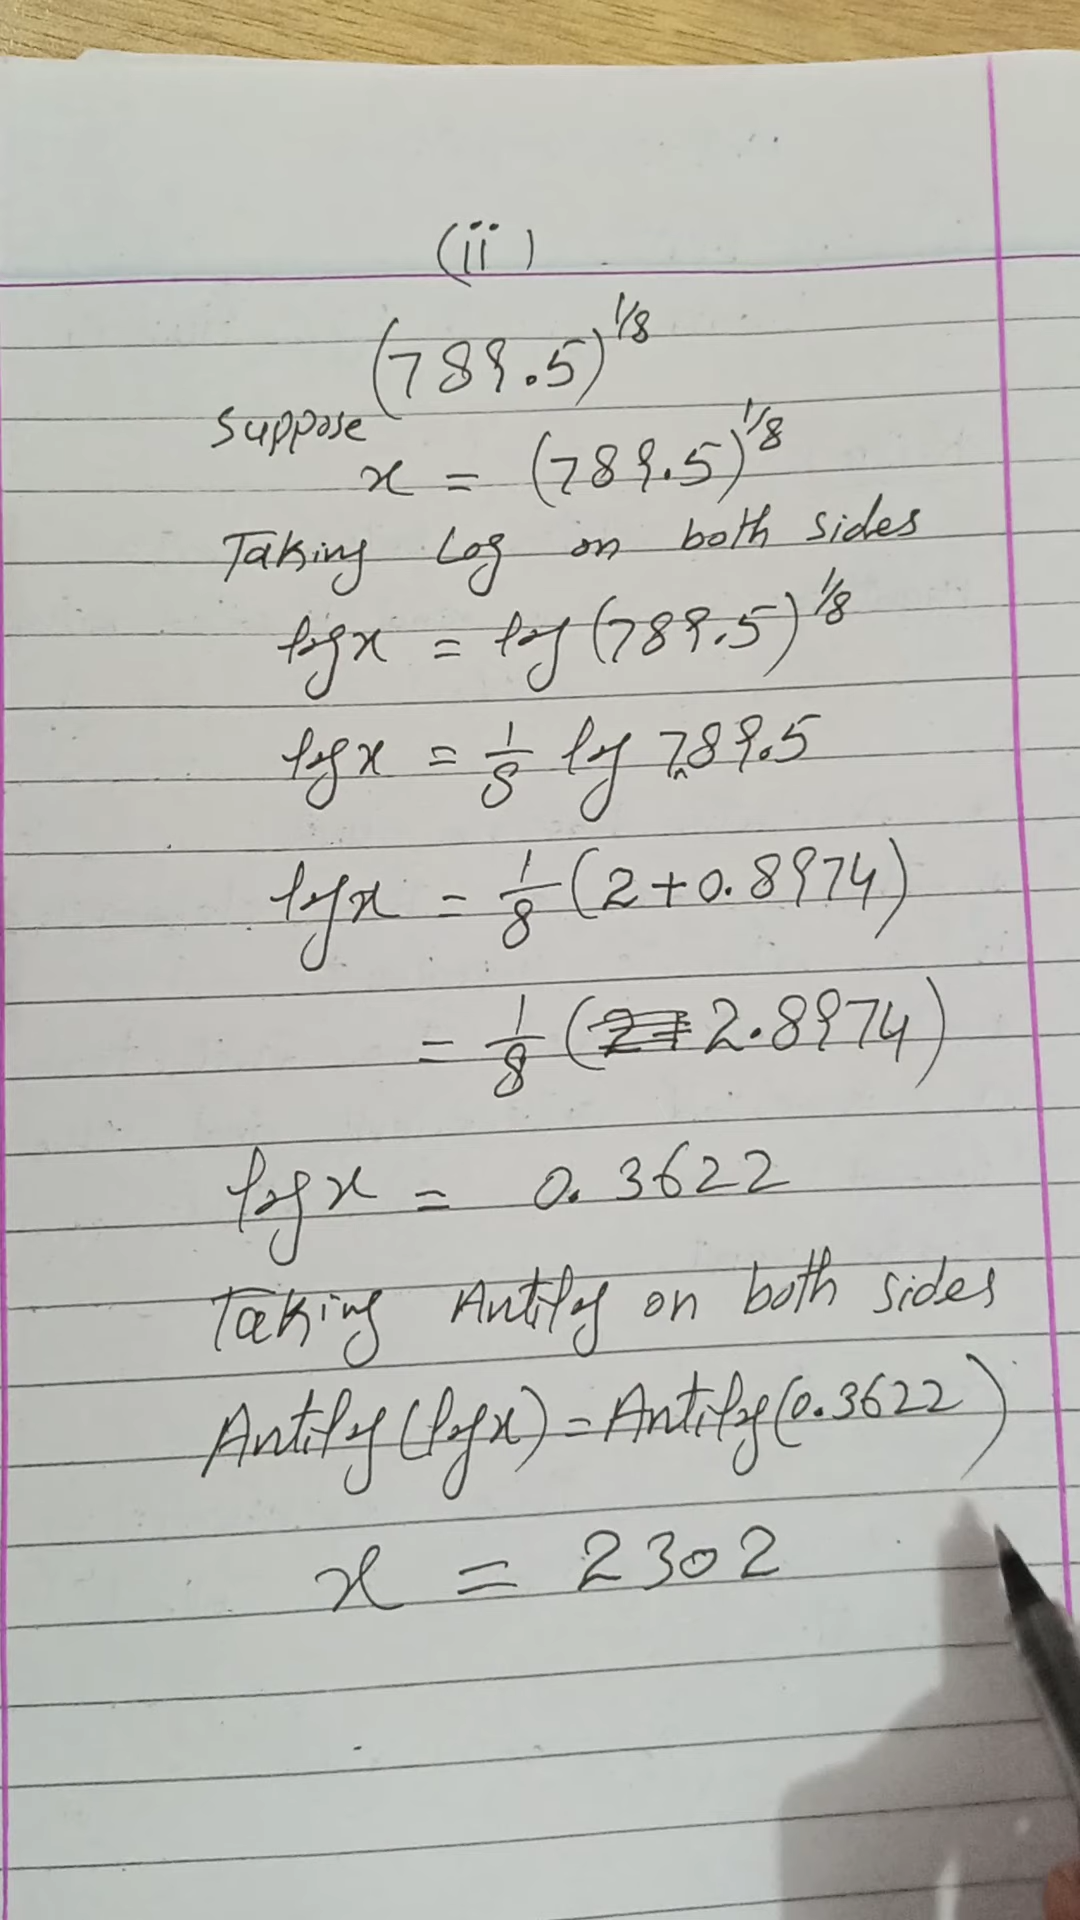 (ii)
(789.5)^1/8
Suppose
x = (789.5)^1/8
Taking Log on both sides
log x = log (789.5)^1/8
log x = 1/8 log 789.5
log x = 1/8 (2+0.8974)
= 1/8 (2.8974)
log x = 0.3622
Taking Antilog on both sides
Antilog (log x) = Antilog (0.3622)
x = 2302